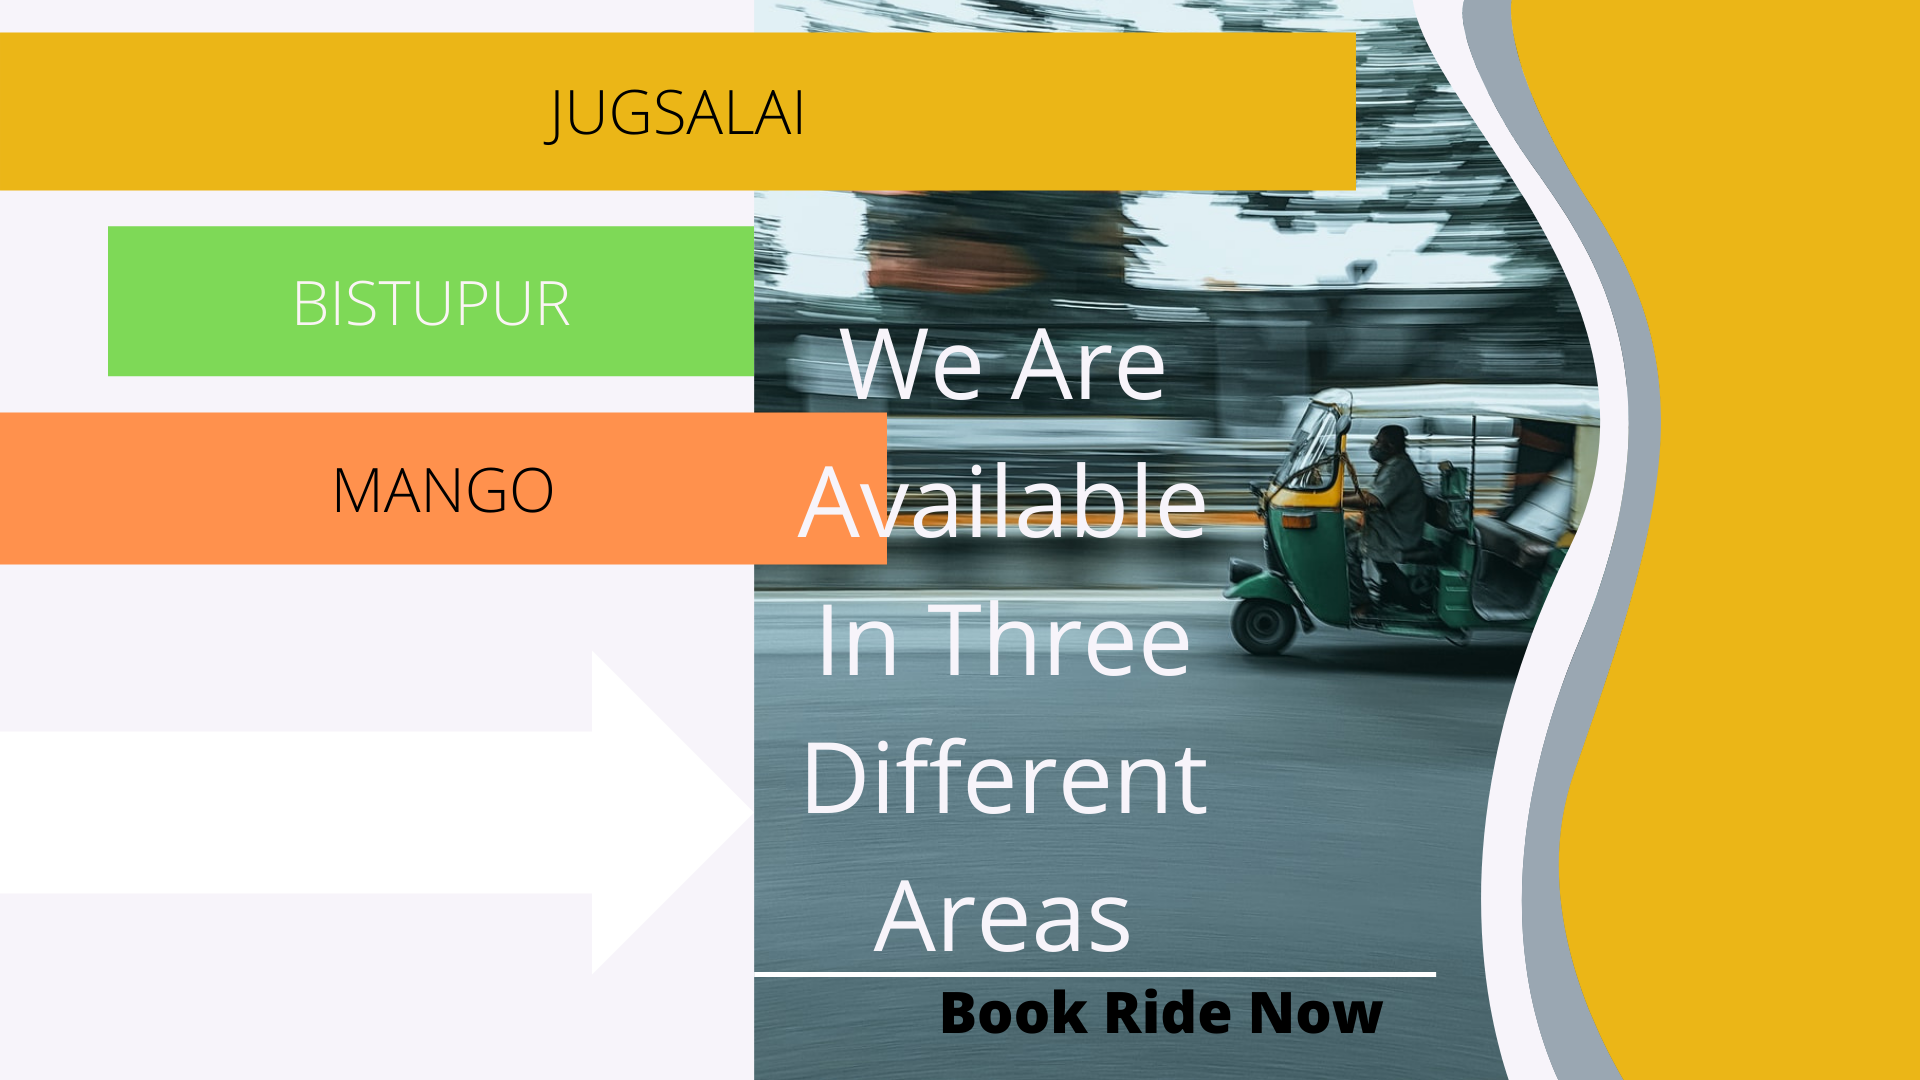 JUGSALAI
BISTUPUR
MANGO
We Are
Available
In Three
Different
Areas
Book Ride Now